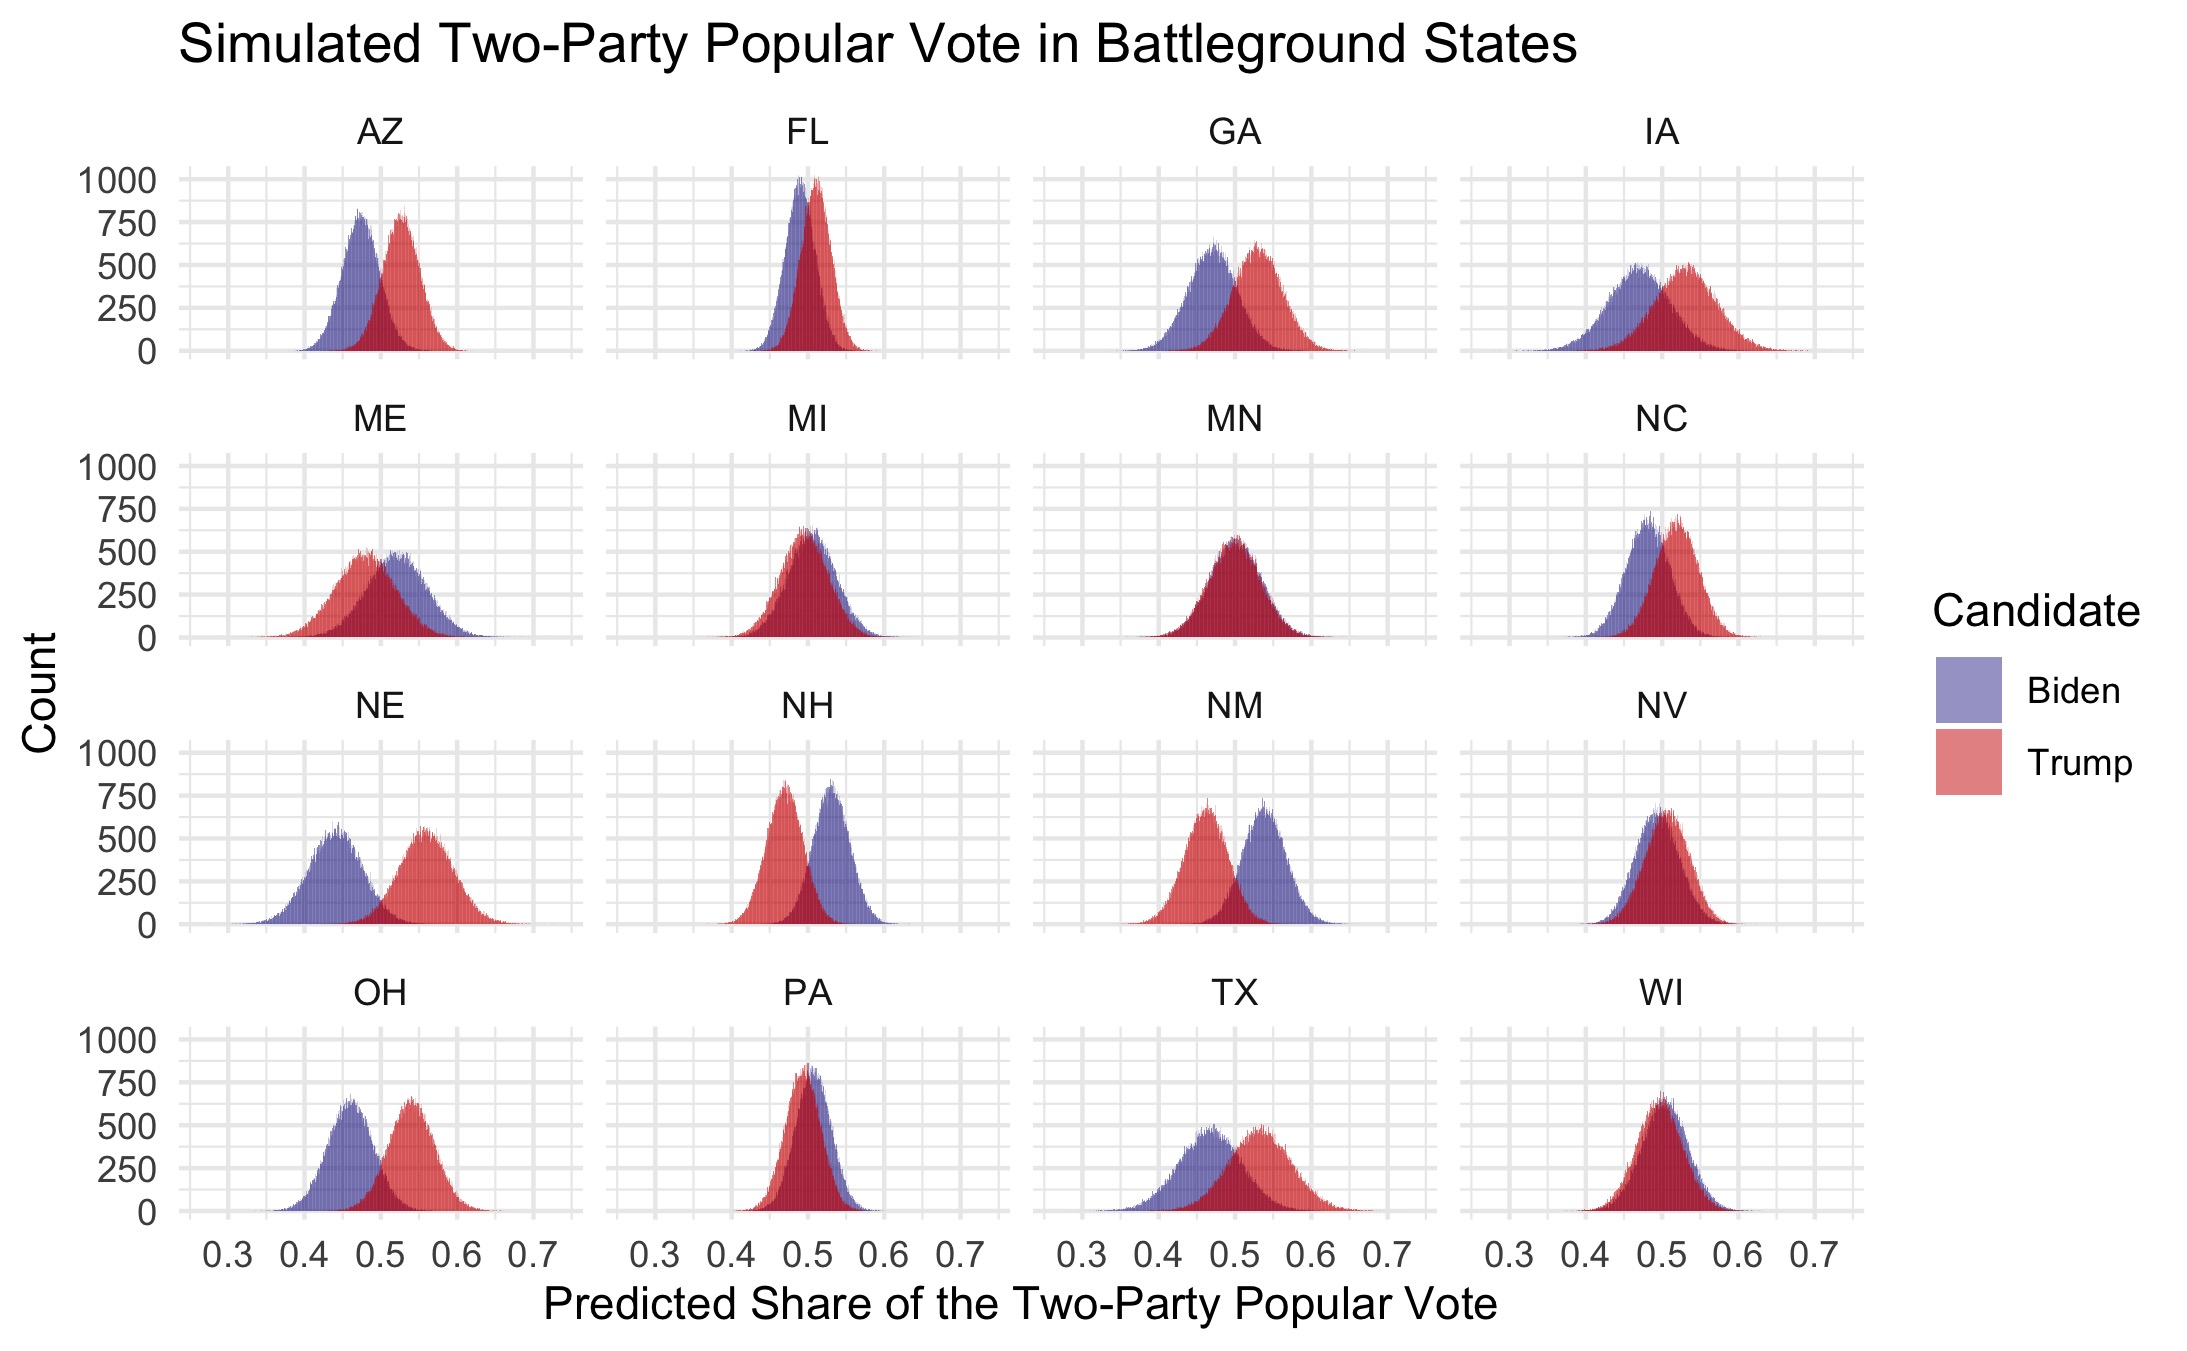 Simulated Two-Party Popular Vote in Battleground States
AZ FL GA IA
1000
750
500
250
0
ME MI MN NC
1000
750
500
250
0
NE NH NM NV
1000
750
500
250
0
OH PA TX WI
1000
750
500
250
0
0.3 0.4 0.5 0.6 0.7 0.3 0.4 0.5 0.6 0.7 0.3 0.4 0.5 0.6 0.7 0.3 0.4 0.5 0.6 0.7
Predicted Share of the Two-Party Popular Vote
Count
Candidate
Biden
Trump